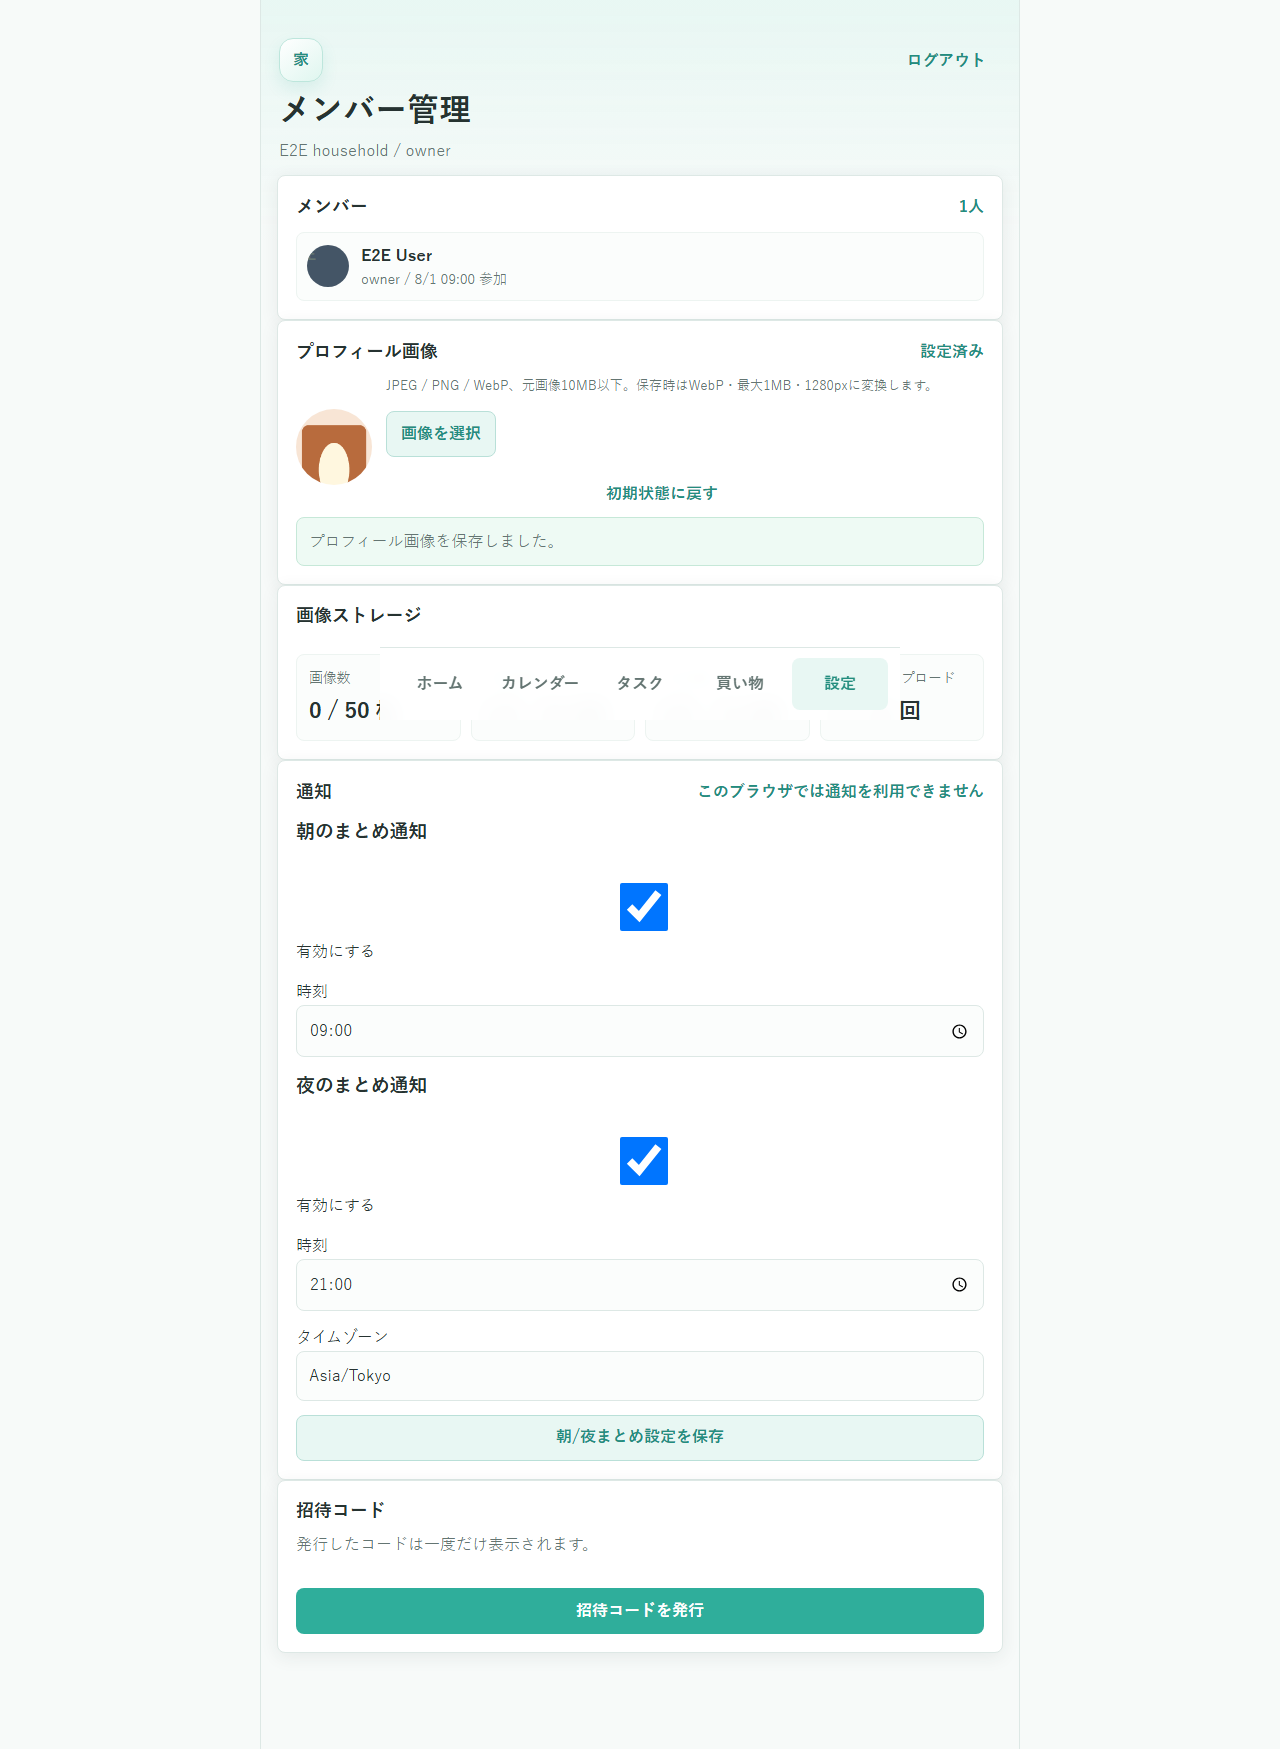 家
ログアウト
メンバー管理
E2E household / owner
メンバー
1人
E2E User
owner / 8/1 09:00 参加
プロフィール画像
設定済み
JPEG / PNG / WebP、元画像10MB以下。保存時はWebP・最大1MB・1280pxに変換します。
画像を選択
初期状態に戻す
プロフィール画像を保存しました。
画像ストレージ
画像数
プロード
0 / 50
回
ホーム
カレンダー
タスク
買い物
設定
通知
このブラウザでは通知を利用できません
朝のまとめ通知
有効にする
時刻
09:00
夜のまとめ通知
有効にする
時刻
21:00
タイムゾーン
Asia/Tokyo
朝/夜まとめ設定を保存
招待コード
発行したコードは一度だけ表示されます。
招待コードを発行